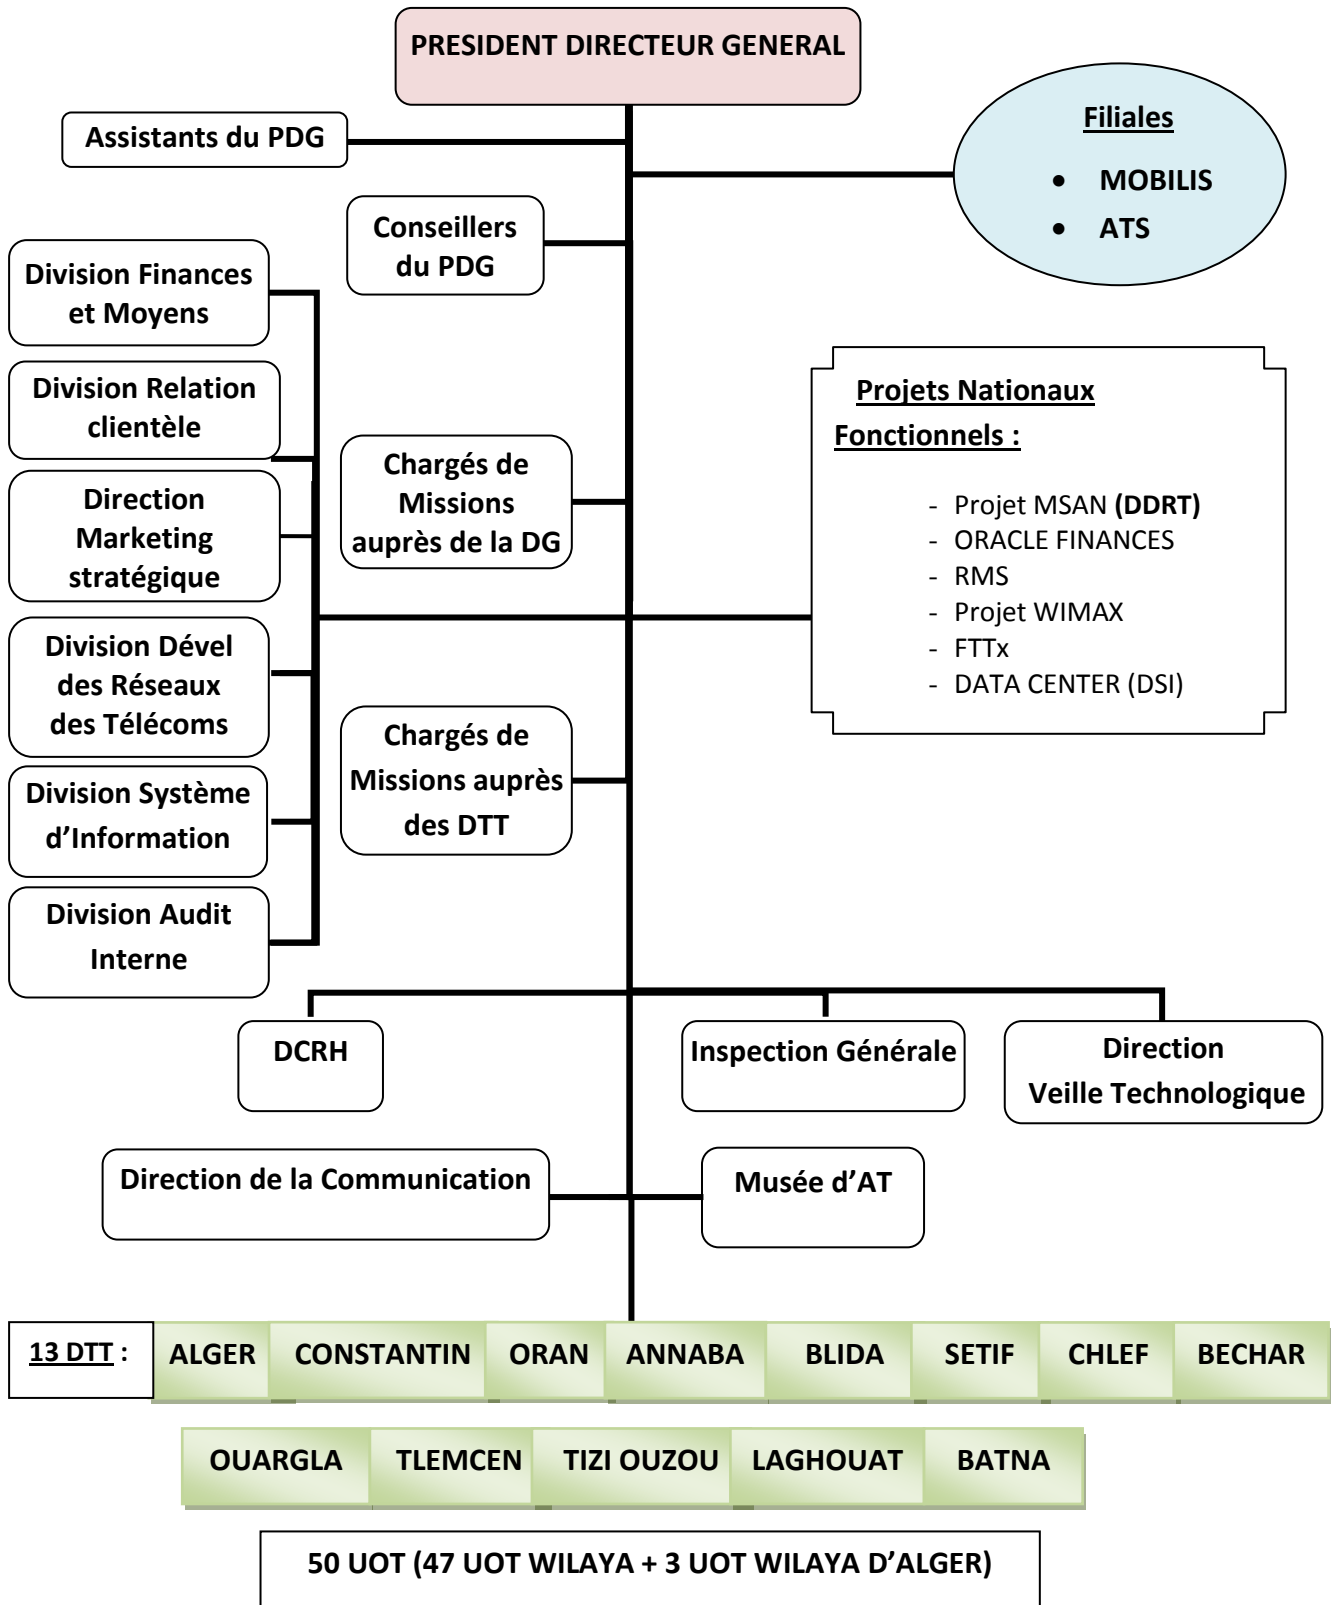 PRESIDENT DIRECTEUR GENERAL
Assistants du PDG
Filiales
• MOBILIS
• ATS
Conseillers
du PDG
Division Finances
et Moyens
Division Relation
clientèle
Direction
Marketing
stratégique
Division Dével
des Réseaux
des Télécoms
Division Système
d’Information
Division Audit
Interne
Chargés de
Missions
auprès de la DG
Chargés de
Missions auprès
des DTT
Projets Nationaux
Fonctionnels :
- Projet MSAN (DDRT)
- ORACLE FINANCES
- RMS
- Projet WIMAX
- FTTx
- DATA CENTER (DSI)
DCRH
Inspection Générale
Direction
Veille Technologique
Direction de la Communication
Musée d’AT
13 DTT :
ALGER
CONSTANTIN
ORAN
ANNABA
BLIDA
SETIF
CHLEF
BECHAR
OUARGLA
TLEMCEN
TIZI OUZOU
LAGHOUAT
BATNA
50 UOT (47 UOT WILAYA + 3 UOT WILAYA D’ALGER)